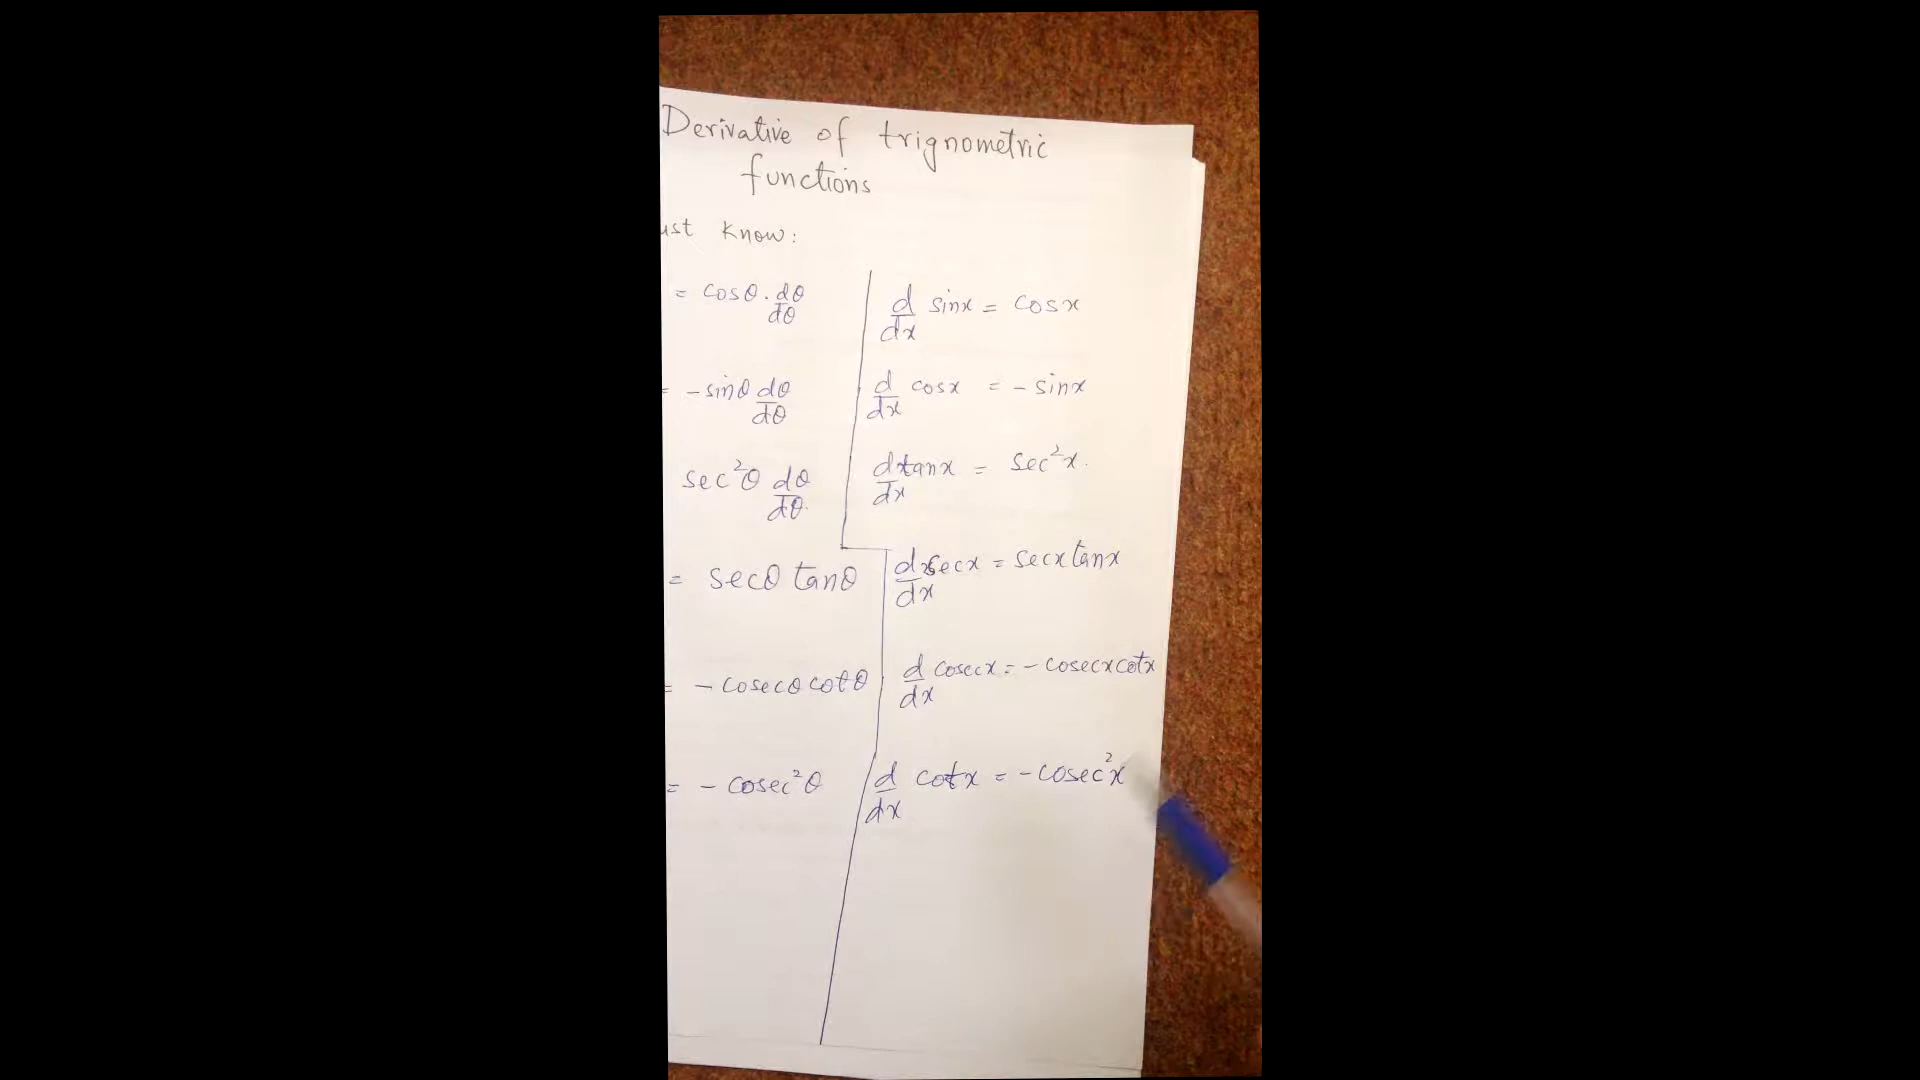 Derivative of trignometric
functions
ust know:
= cosθ . dθ/dθ
d/dx sinx = cosx
= -sinθ dθ/dθ
d/dx cosx = - sinx
sec²θ dθ/dθ
d/dx tanx = sec²x.
= secθ tanθ
d/dx secx = secx tanx
= - cosecθ cotθ
d/dx cosecx = - cosecx cotx
= - cosec²θ
d/dx cotx = - cosec²x